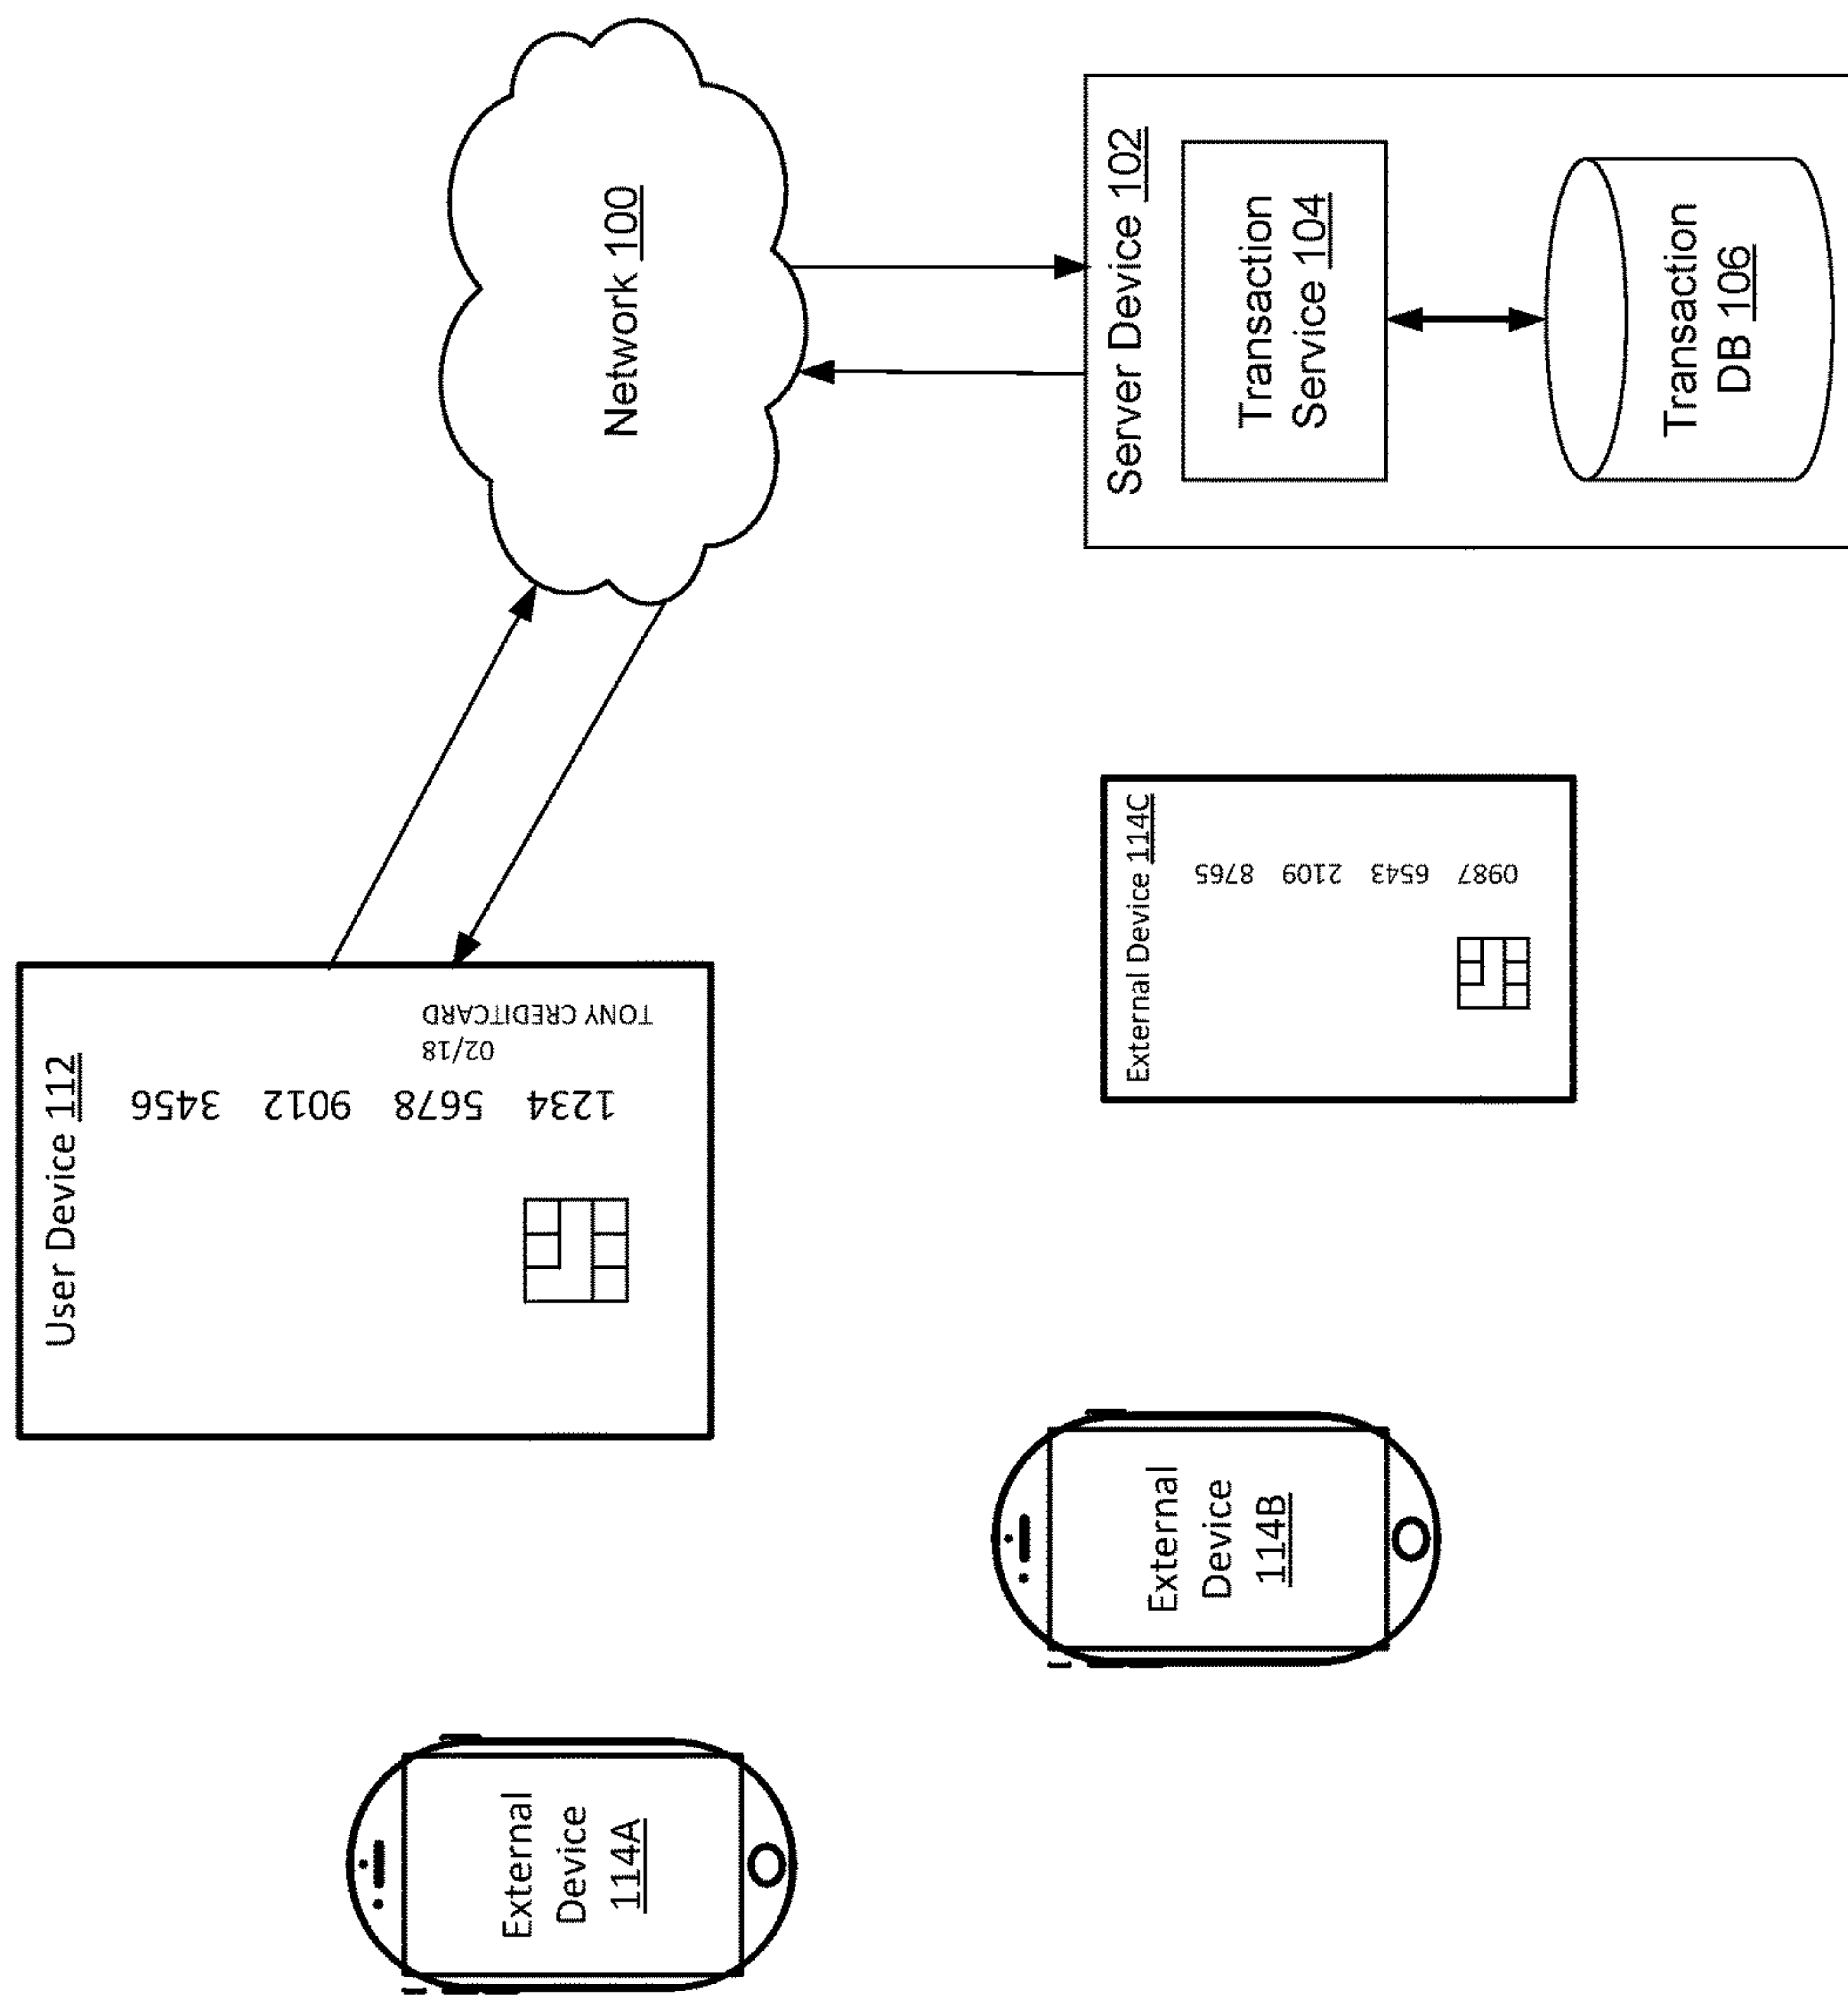 User Device 112
1234 5678 9012 3456
02/18
TONY CREDITCARD
Network 100
External Device 114C
0987 6543 2109 8765
Server Device 102
Transaction
Service 104
Transaction
DB 106
External
Device
114A
External
Device
114B